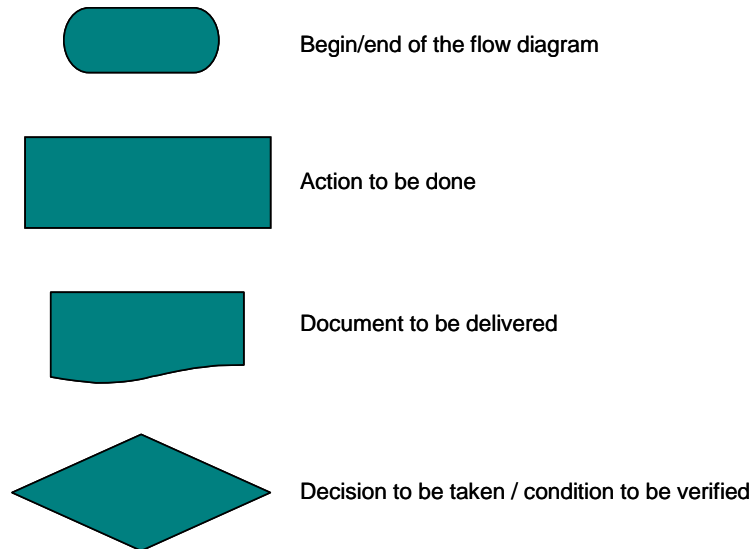 Begin/end of the flow diagram
Action to be done
Document to be delivered
Decision to be taken / condition to be verified